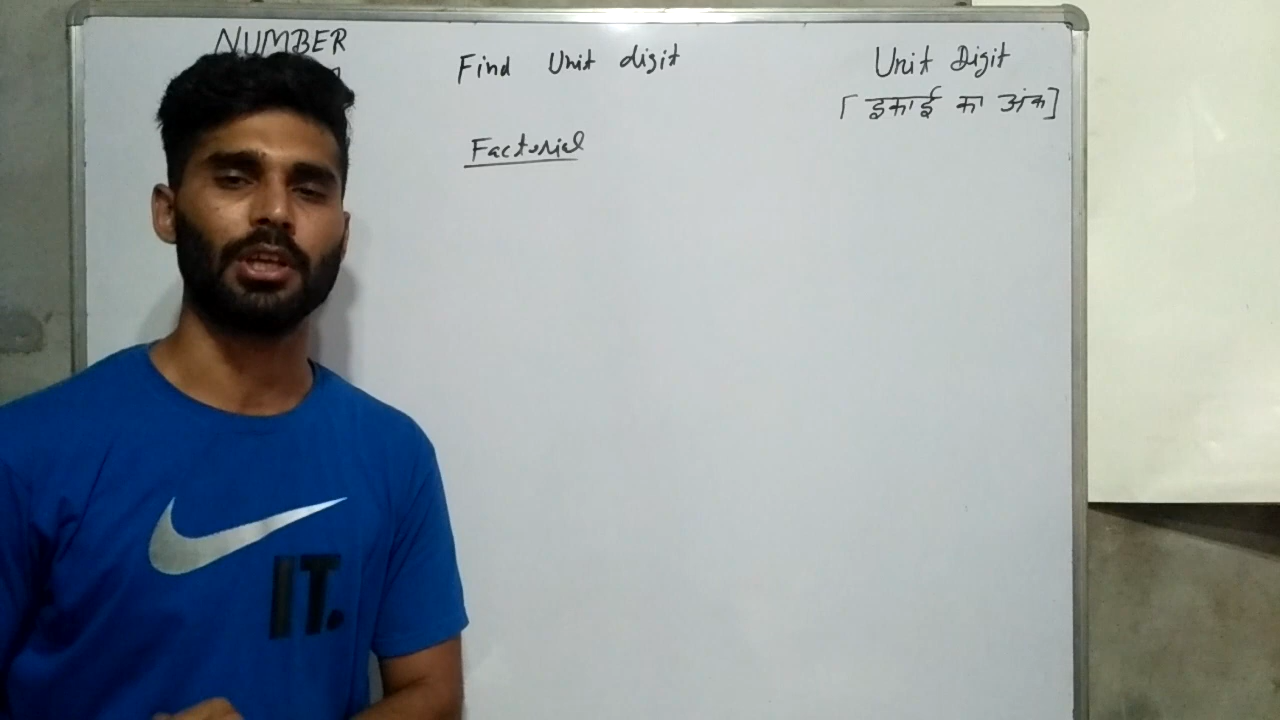 NUMBER
Find Unit digit
Unit Digit
[इकाई का अंक]
Factorial
IT.